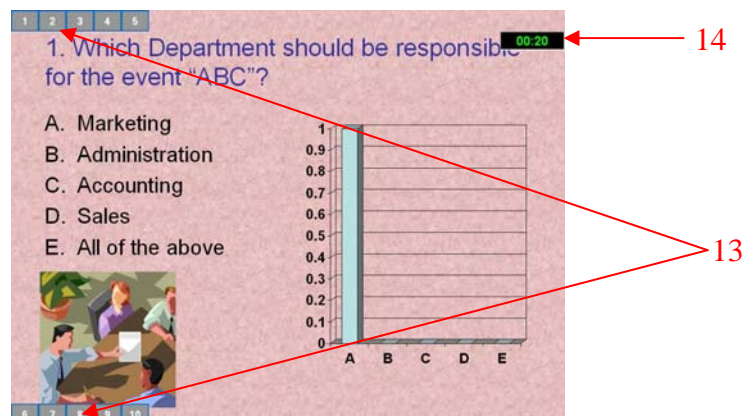 1 2 3 4 5
1. Which Department should be responsible
00:20
14
for the event “ABC”?
A. Marketing
B. Administration
C. Accounting
D. Sales
E. All of the above
1
0.9
0.8
0.7
0.6
0.5
0.4
0.3
0.2
0.1
0
A B C D E
13
6 7 8 9 10